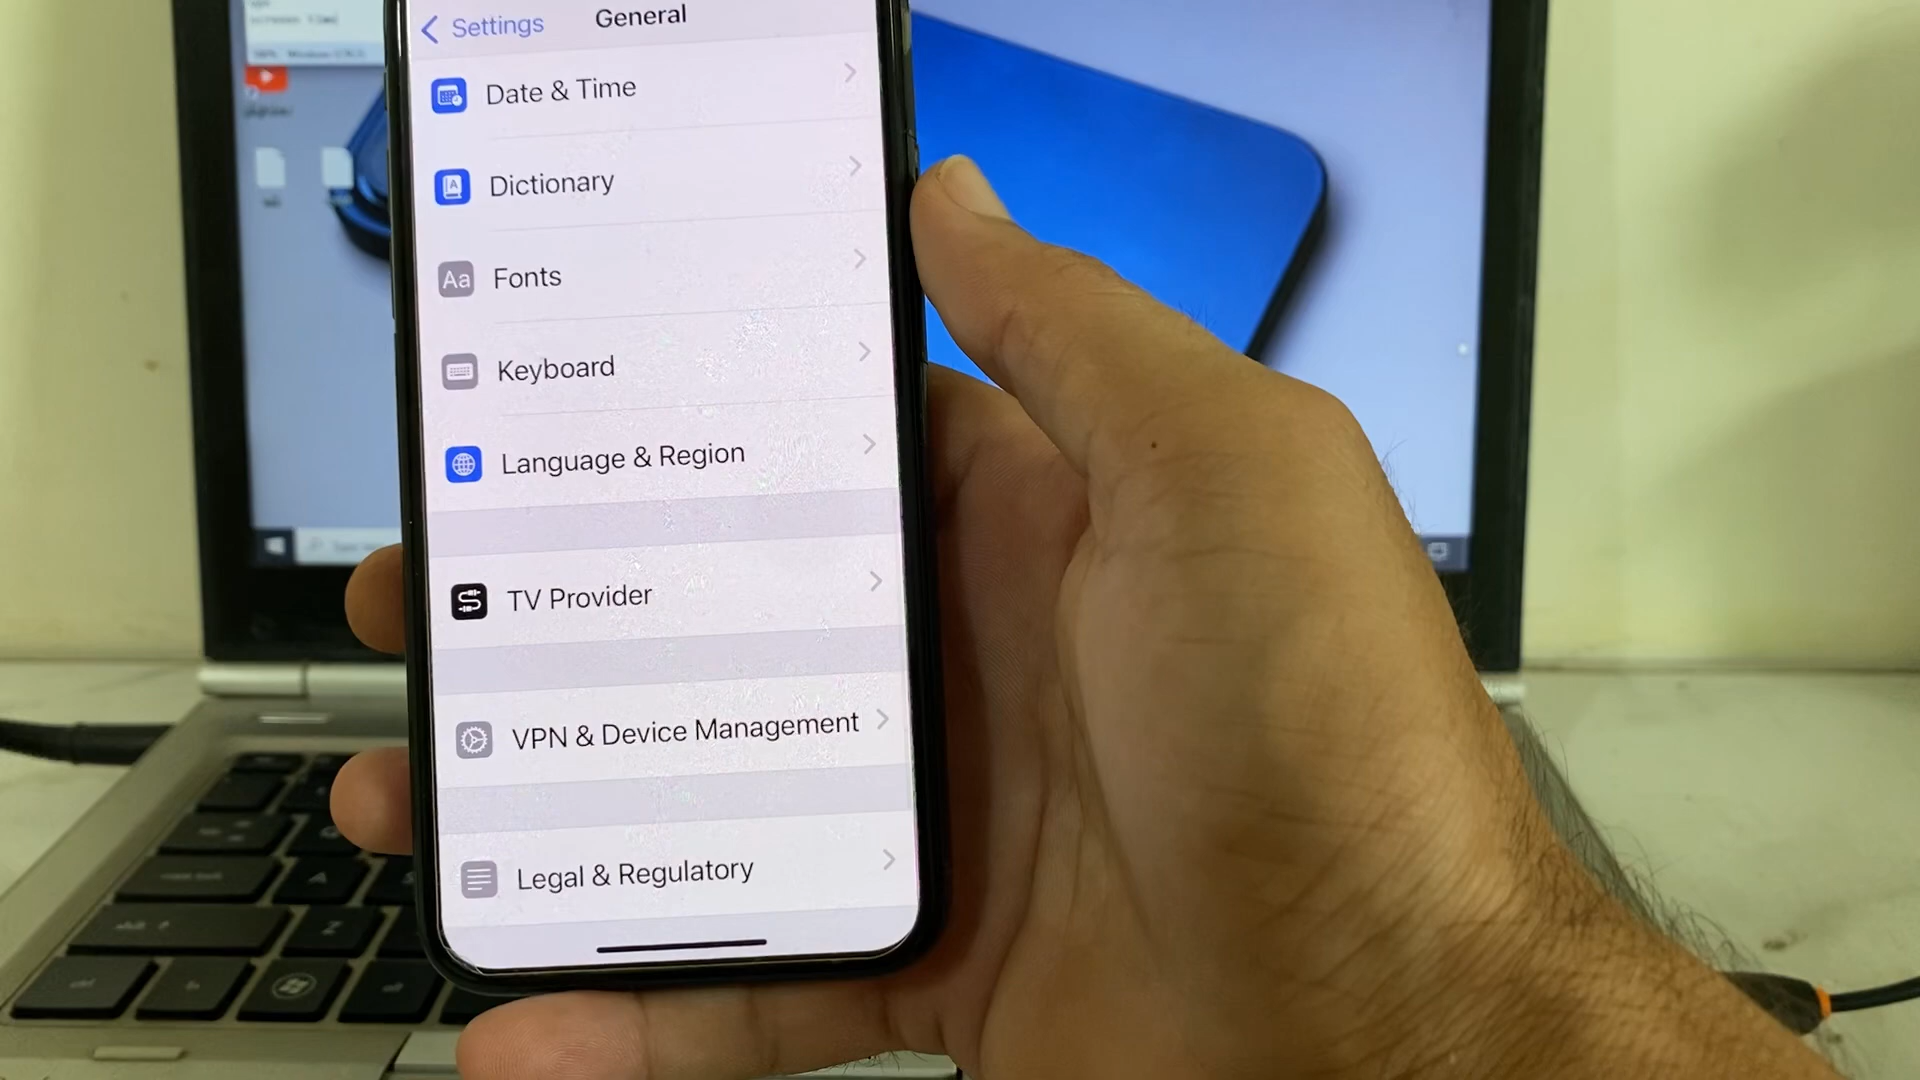 Settings
General
Date & Time
Dictionary
Aa
Fonts
Keyboard
Language & Region
TV Provider
VPN & Device Management
Legal & Regulatory
A
Z